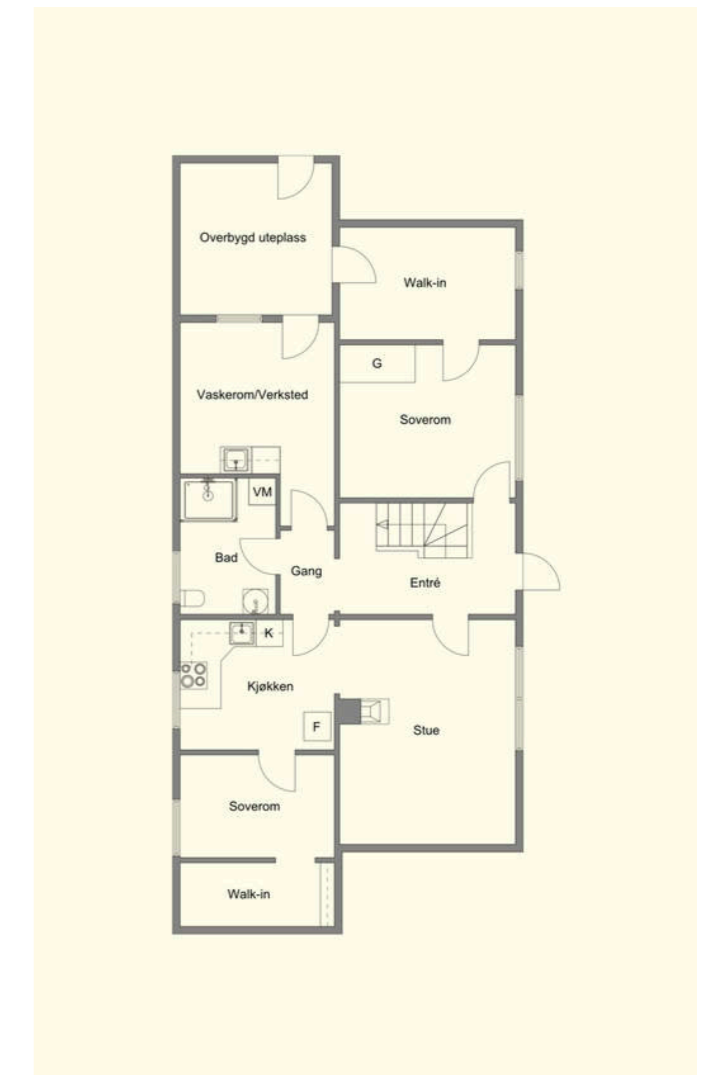 Overbygd uteplass
Walk-in
G
Vaskerom/Verksted
Soverom
VM
Bad
Gang
Entré
K
Kjøkken
F
Stue
Soverom
Walk-in